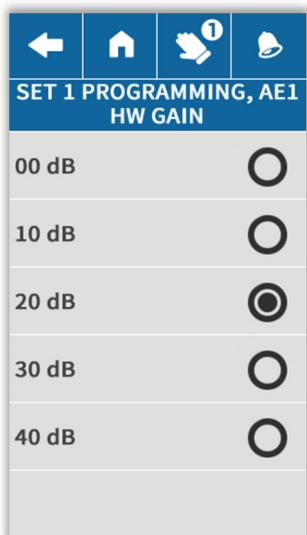 1
SET 1 PROGRAMMING, AE1
HW GAIN
00 dB
10 dB
20 dB
30 dB
40 dB